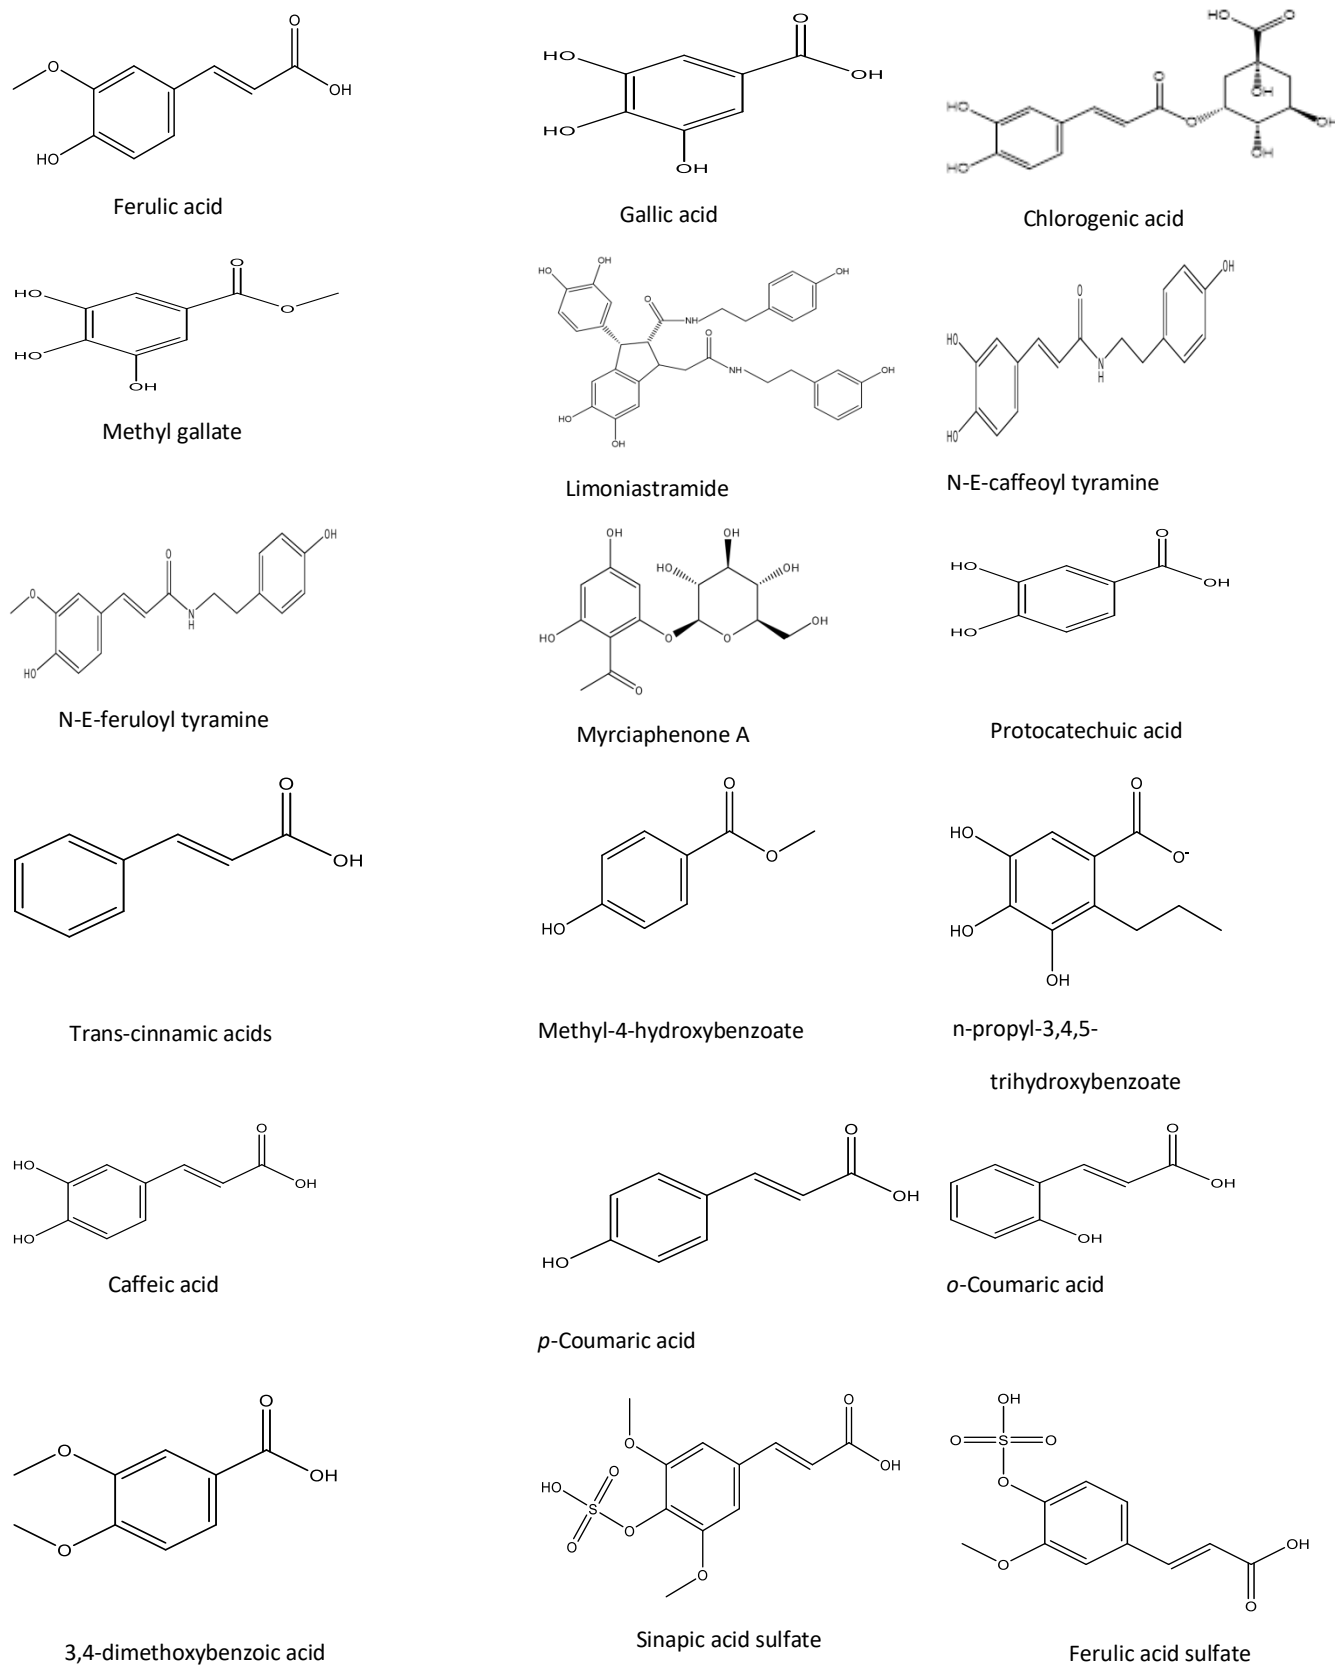 Ferulic acid
Gallic acid
Chlorogenic acid
Methyl gallate
Limoniastramide
N-E-caffeoyl tyramine
N-E-feruloyl tyramine
Myrciaphenone A
Protocatechuic acid
Trans-cinnamic acids
Methyl-4-hydroxybenzoate
n-propyl-3,4,5-
trihydroxybenzoate
Caffeic acid
p-Coumaric acid
o-Coumaric acid
3,4-dimethoxybenzoic acid
Sinapic acid sulfate
Ferulic acid sulfate